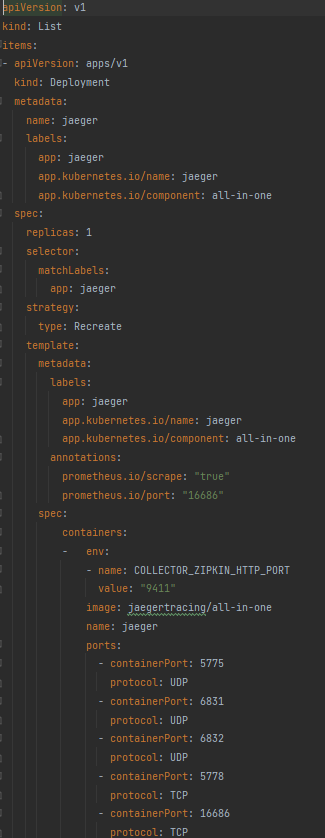 apiVersion: v1
kind: List
items:
- apiVersion: apps/v1
  kind: Deployment
  metadata:
    name: jaeger
    labels:
      app: jaeger
      app.kubernetes.io/name: jaeger
      app.kubernetes.io/component: all-in-one
  spec:
    replicas: 1
    selector:
      matchLabels:
        app: jaeger
    strategy:
      type: Recreate
    template:
      metadata:
        labels:
          app: jaeger
          app.kubernetes.io/name: jaeger
          app.kubernetes.io/component: all-in-one
        annotations:
          prometheus.io/scrape: "true"
          prometheus.io/port: "16686"
      spec:
          containers:
          -   env:
              - name: COLLECTOR_ZIPKIN_HTTP_PORT
                value: "9411"
              image: jaegertracing/all-in-one
              name: jaeger
              ports:
                - containerPort: 5775
                  protocol: UDP
                - containerPort: 6831
                  protocol: UDP
                - containerPort: 6832
                  protocol: UDP
                - containerPort: 5778
                  protocol: TCP
                - containerPort: 16686
                  protocol: TCP